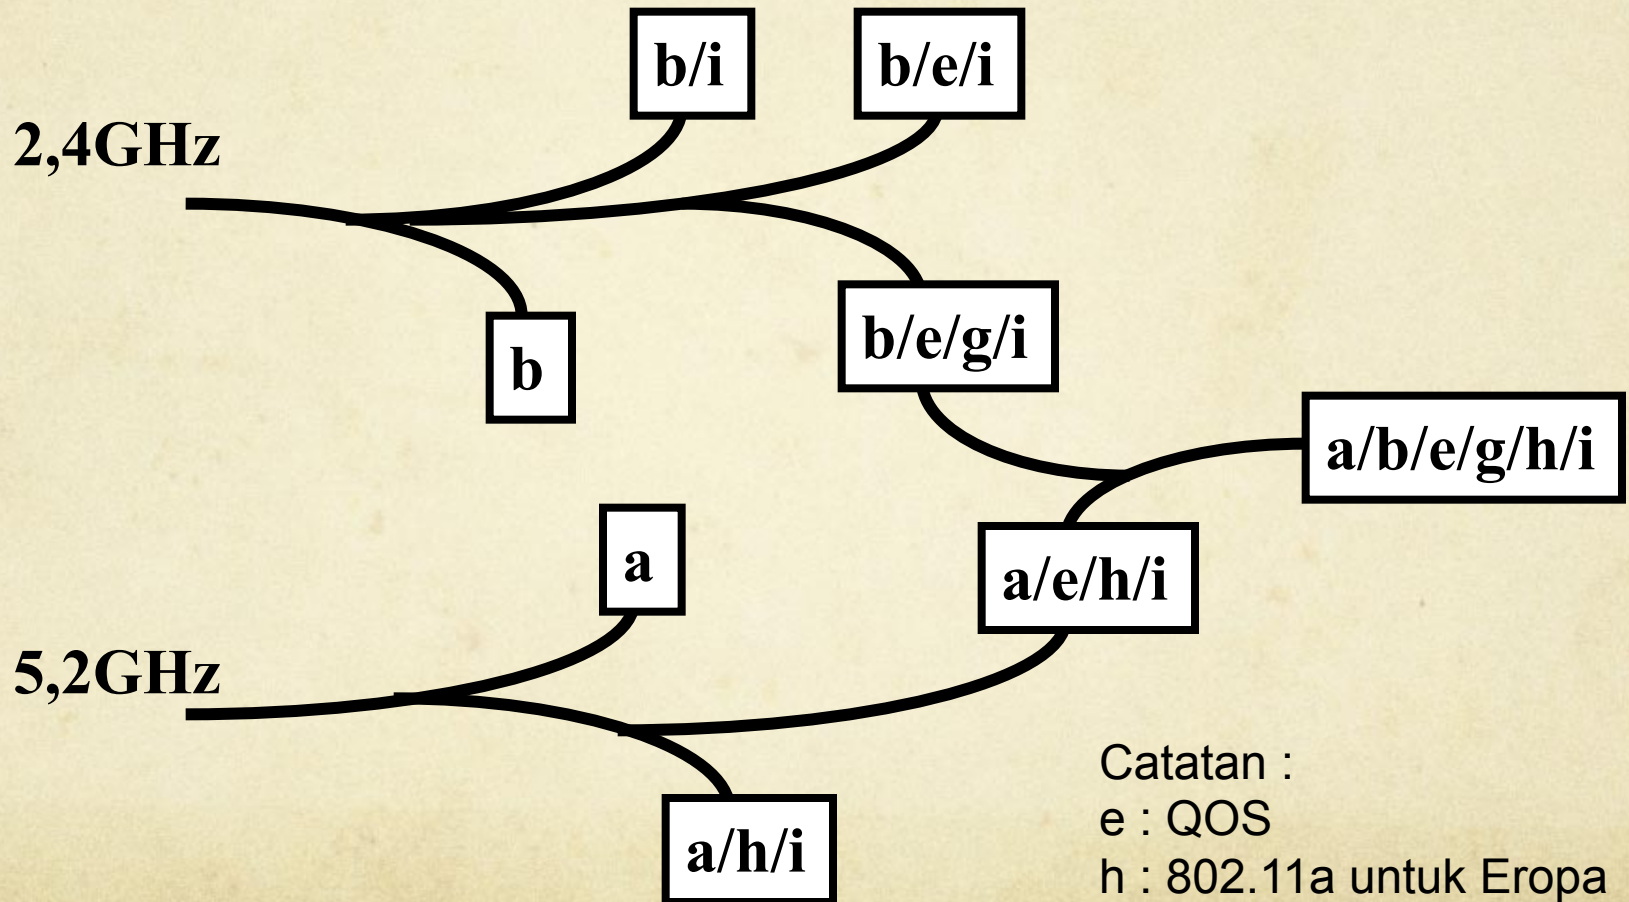 b/i
b/e/i
2,4GHz
b
b/e/g/i
a/b/e/g/h/i
a
a/e/h/i
5,2GHz
a/h/i
Catatan :
e : QOS
h : 802.11a untuk Eropa